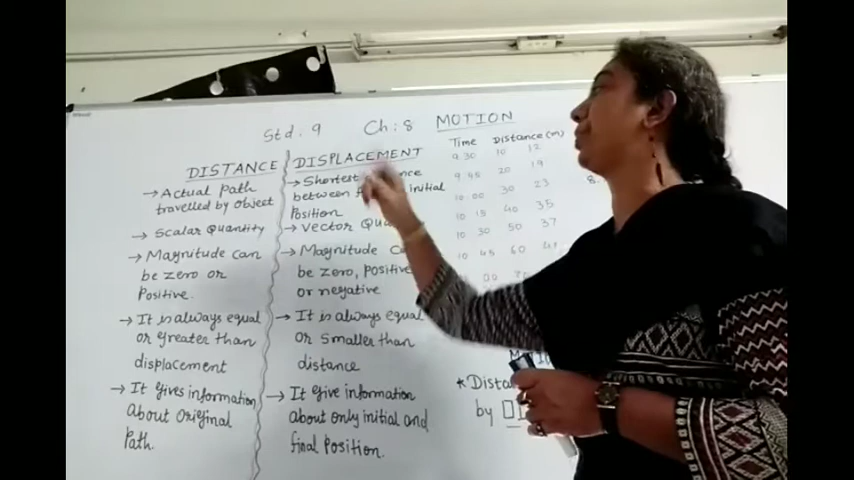 Std. 9 Ch: 8 MOTION
DISTANCE
→ Actual Path
travelled by object
→ Scalar Quantity
→ Magnitude can
be zero or
Positive.
→ It is always equal
or greater than
displacement
→ It gives information
About Original
Path.
DISPLACEMENT
→ Shortest
between initial
Position
→ Vector
→ Magnitude
be zero, positive
or negative
→ It is always equal
or smaller than
distance
→ It give information
about only initial and
final Position.
Time Distance (m)
9 30 10 12
9 45 20 19
10 00 30 23
10 15 40 35
10 30 50 37
10 45 60 41
8.
by